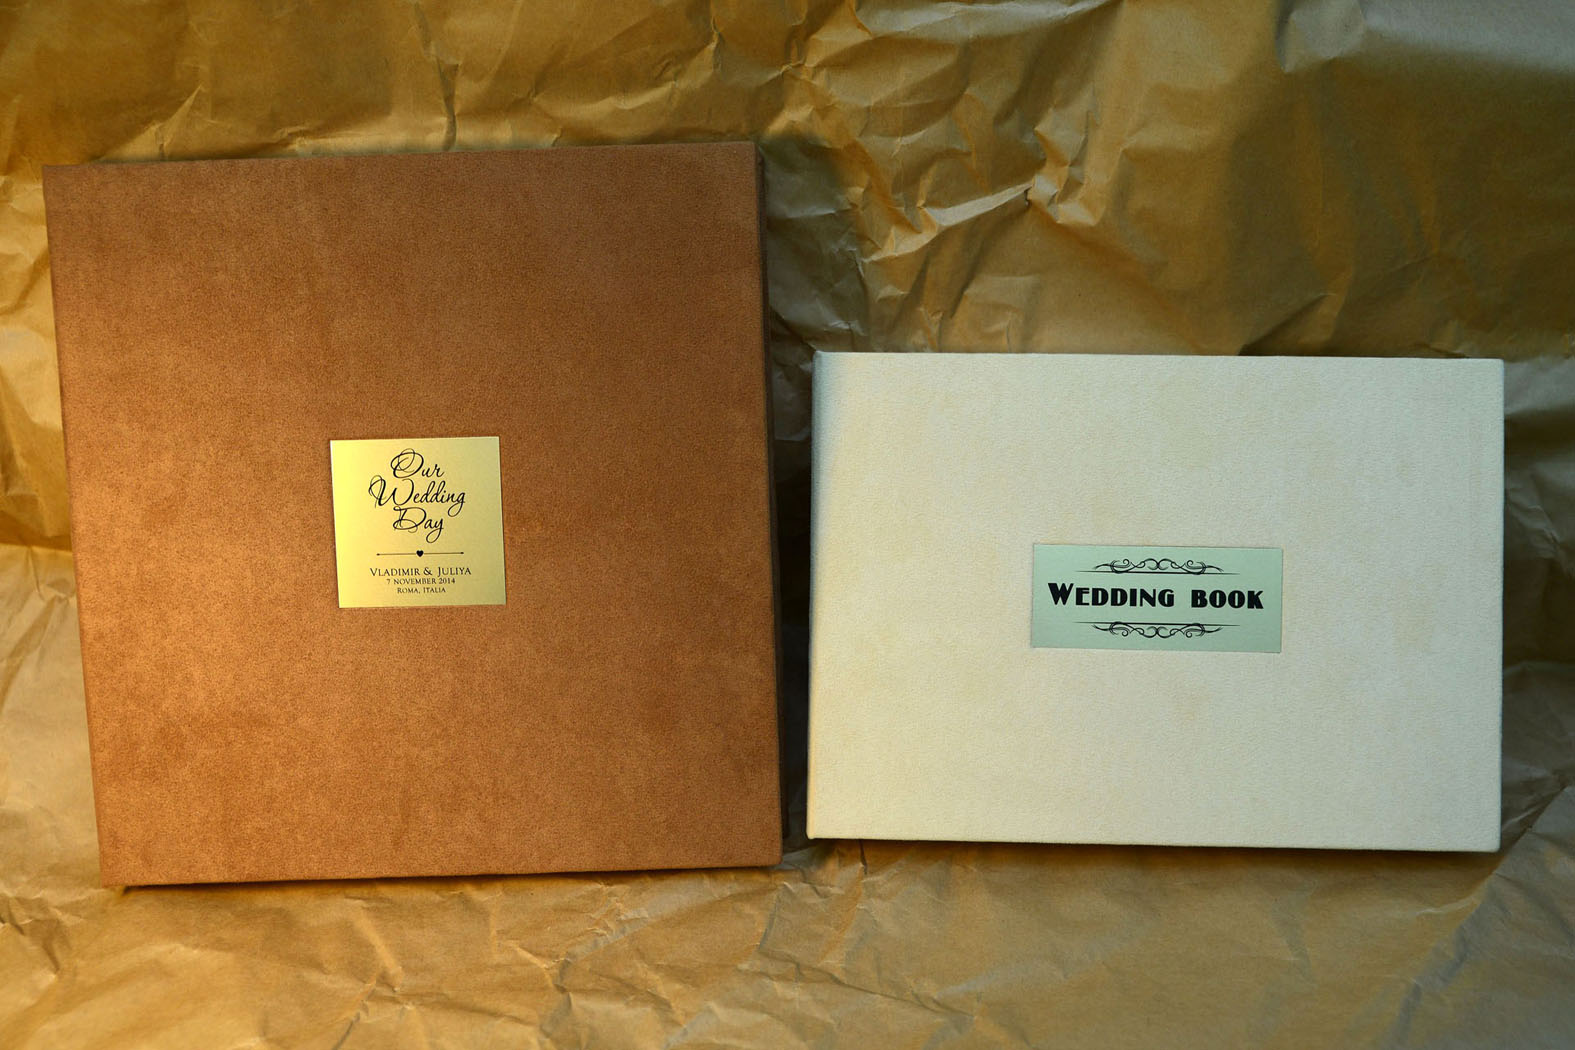 Our
Wedding
Day
Vladimir & Juliya
7 November 2014
Roma, Italia
Wedding book